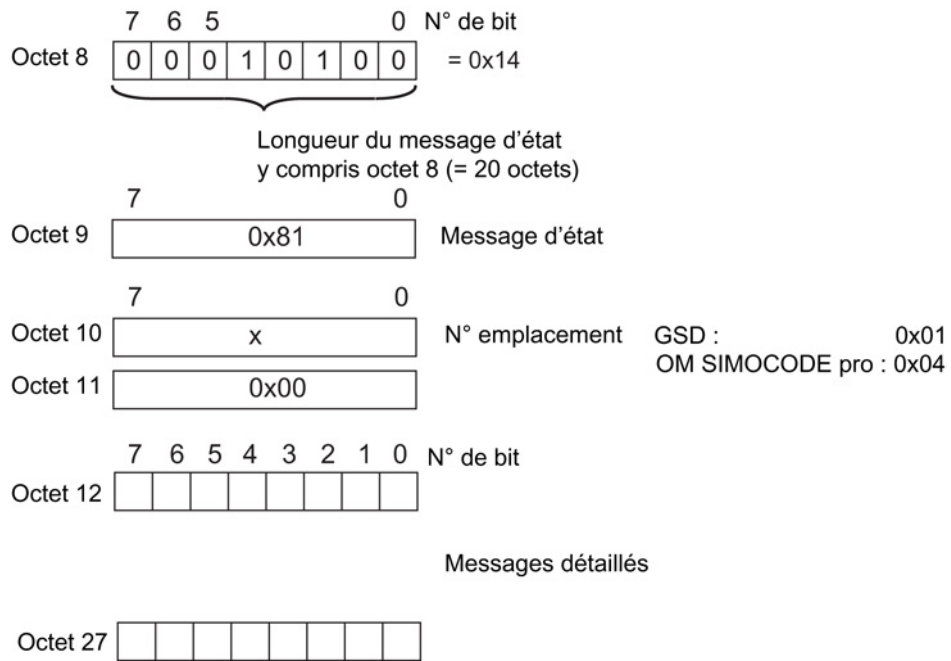 7 6 5 0 N° de bit
Octet 8 0 0 0 1 0 1 0 0 = 0x14
Longueur du message d'état
y compris octet 8 (= 20 octets)
7 0
Octet 9 0x81 Message d'état
7 0
Octet 10 x N° emplacement GSD : 0x01
OM SIMOCODE pro : 0x04
Octet 11 0x00
7 6 5 4 3 2 1 0 N° de bit
Octet 12
Messages détaillés
Octet 27